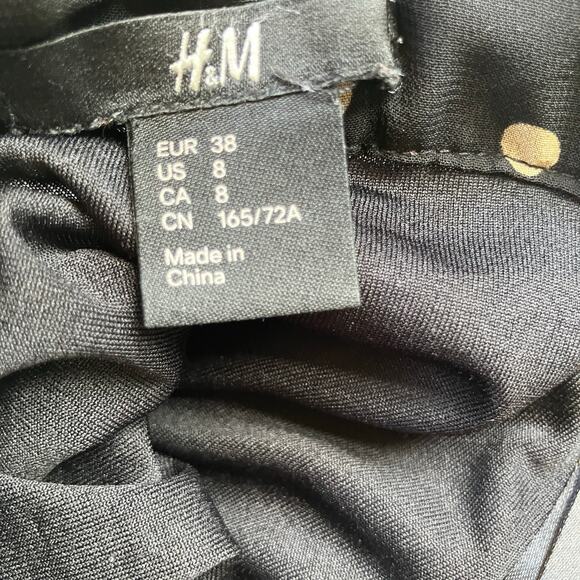 H&M
EUR 38
US 8
CA 8
CN 165/72A
Made in
China